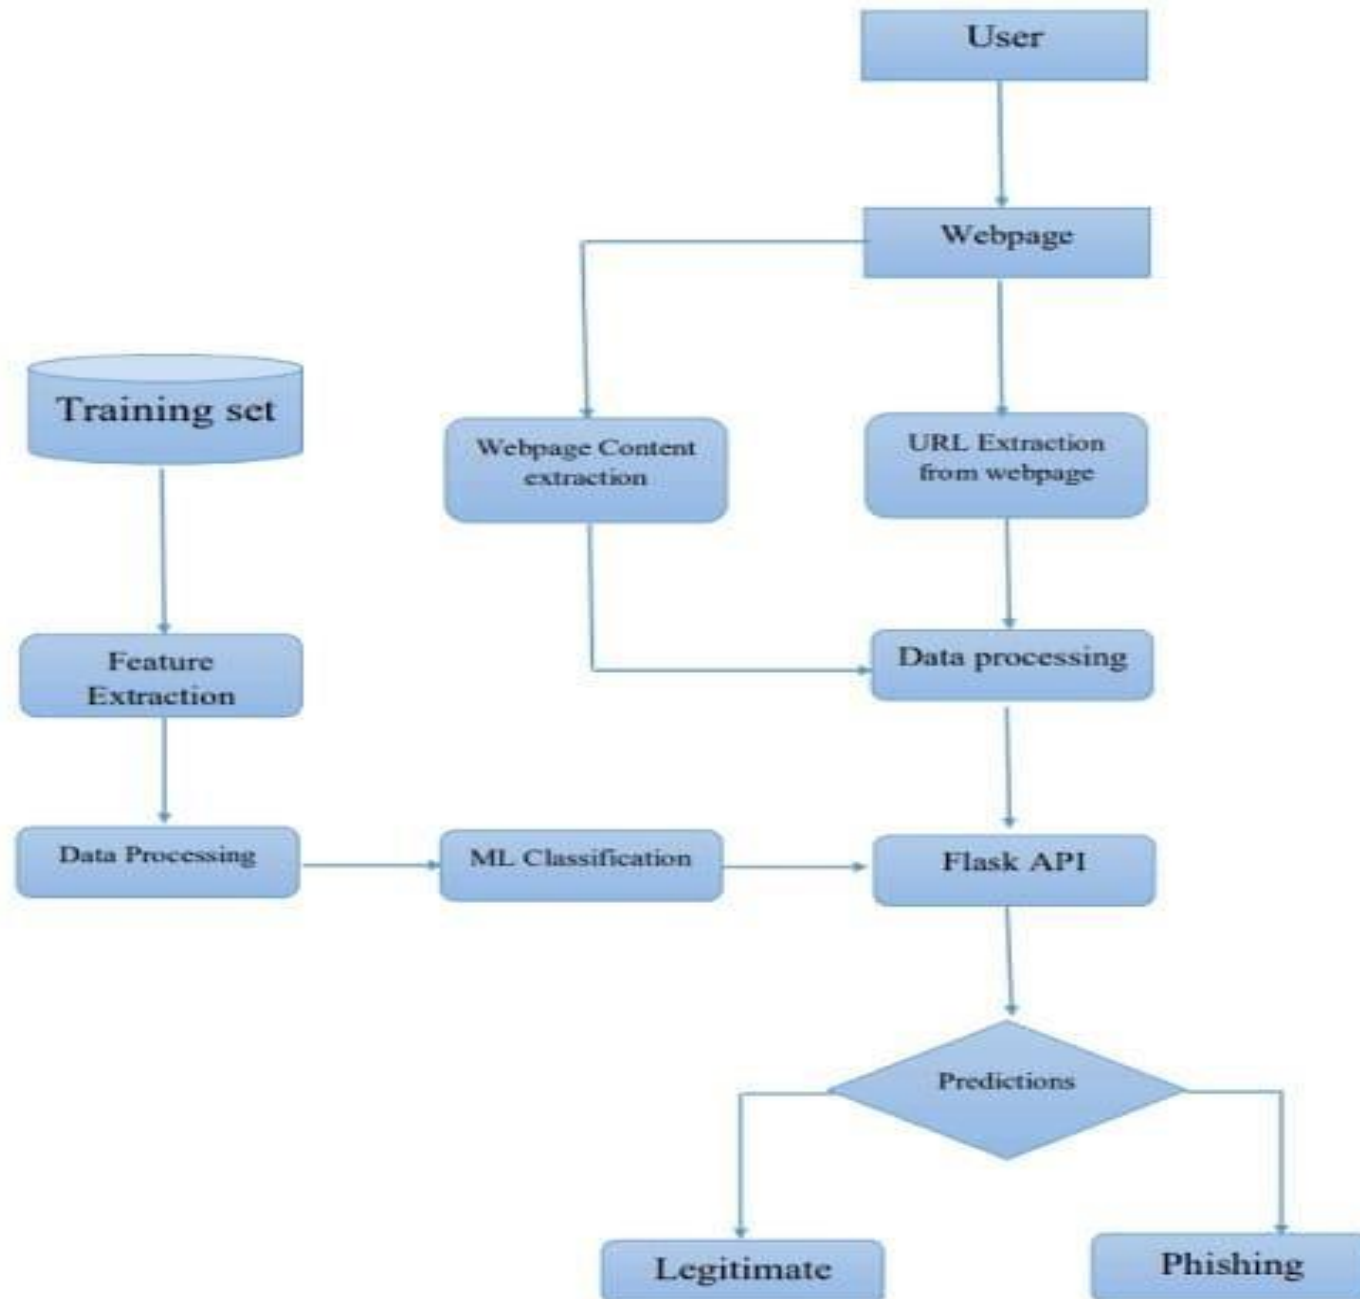 User
Webpage
Training set
Webpage Content
extraction
URL Extraction
from webpage
Feature
Extraction
Data processing
Data Processing
ML Classification
Flask API
Predictions
Legitimate
Phishing